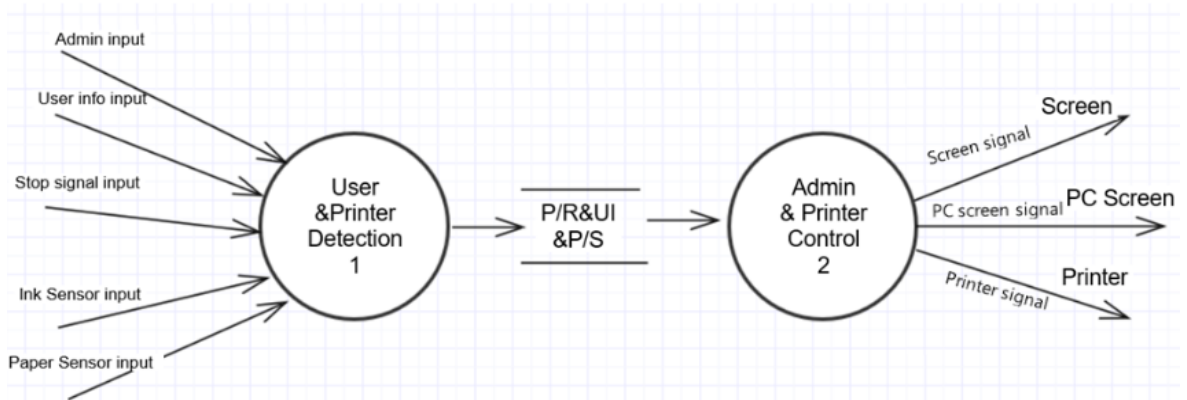 Admin input
User info input
Stop signal input
Ink Sensor input
Paper Sensor input
User
&Printer
Detection
1
P/R&UI
&P/S
Admin
& Printer
Control
2
Screen
Screen signal
PC Screen
PC screen signal
Printer
Printer signal